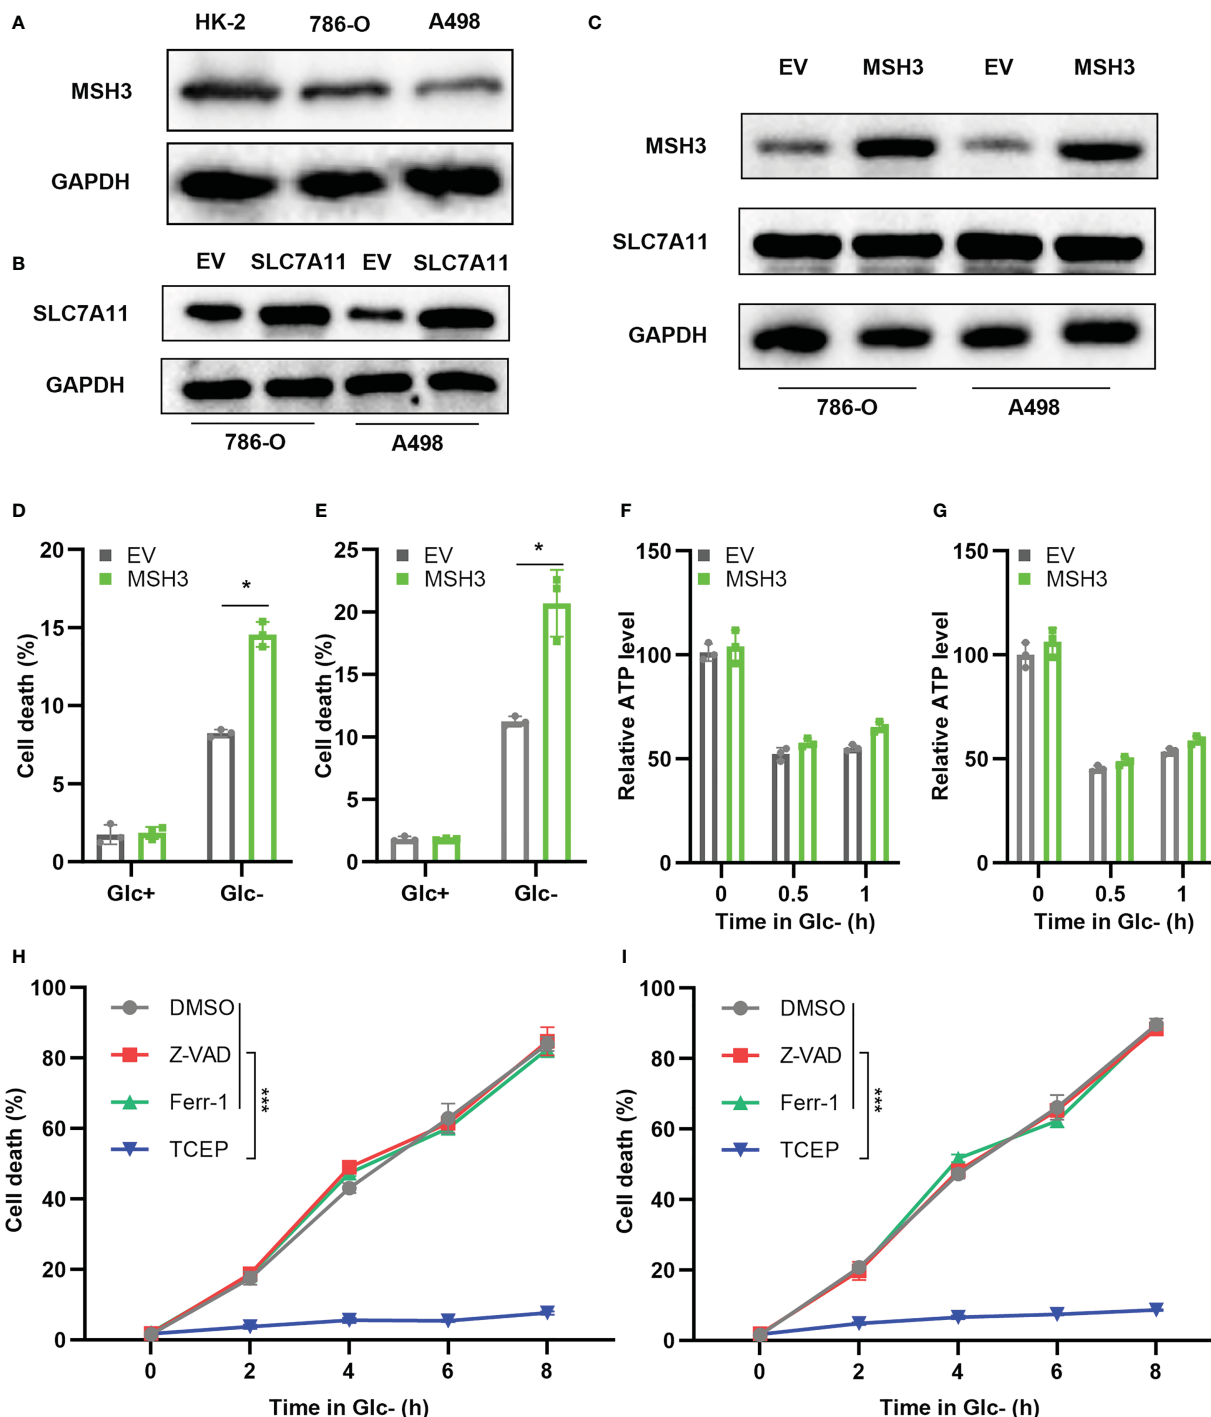 A
HK-2 786-O A498
MSH3
GAPDH
B
EV SLC7A11 EV SLC7A11
SLC7A11
GAPDH
786-O A498
C
EV MSH3 EV MSH3
MSH3
SLC7A11
GAPDH
786-O A498
D
Cell death (%)
20
15
10
5
0
EV
MSH3
*
Glc+ Glc-
E
Cell death (%)
25
20
15
10
5
0
EV
MSH3
*
Glc+ Glc-
F
Relative ATP level
150
100
50
0
EV
MSH3
0 0.5 1
Time in Glc- (h)
G
Relative ATP level
150
100
50
0
EV
MSH3
0 0.5 1
Time in Glc- (h)
H
Cell death (%)
100
80
60
40
20
0
DMSO
Z-VAD
Ferr-1
TCEP
***
0 2 4 6 8
Time in Glc- (h)
I
Cell death (%)
100
80
60
40
20
0
DMSO
Z-VAD
Ferr-1
TCEP
***
0 2 4 6 8
Time in Glc- (h)